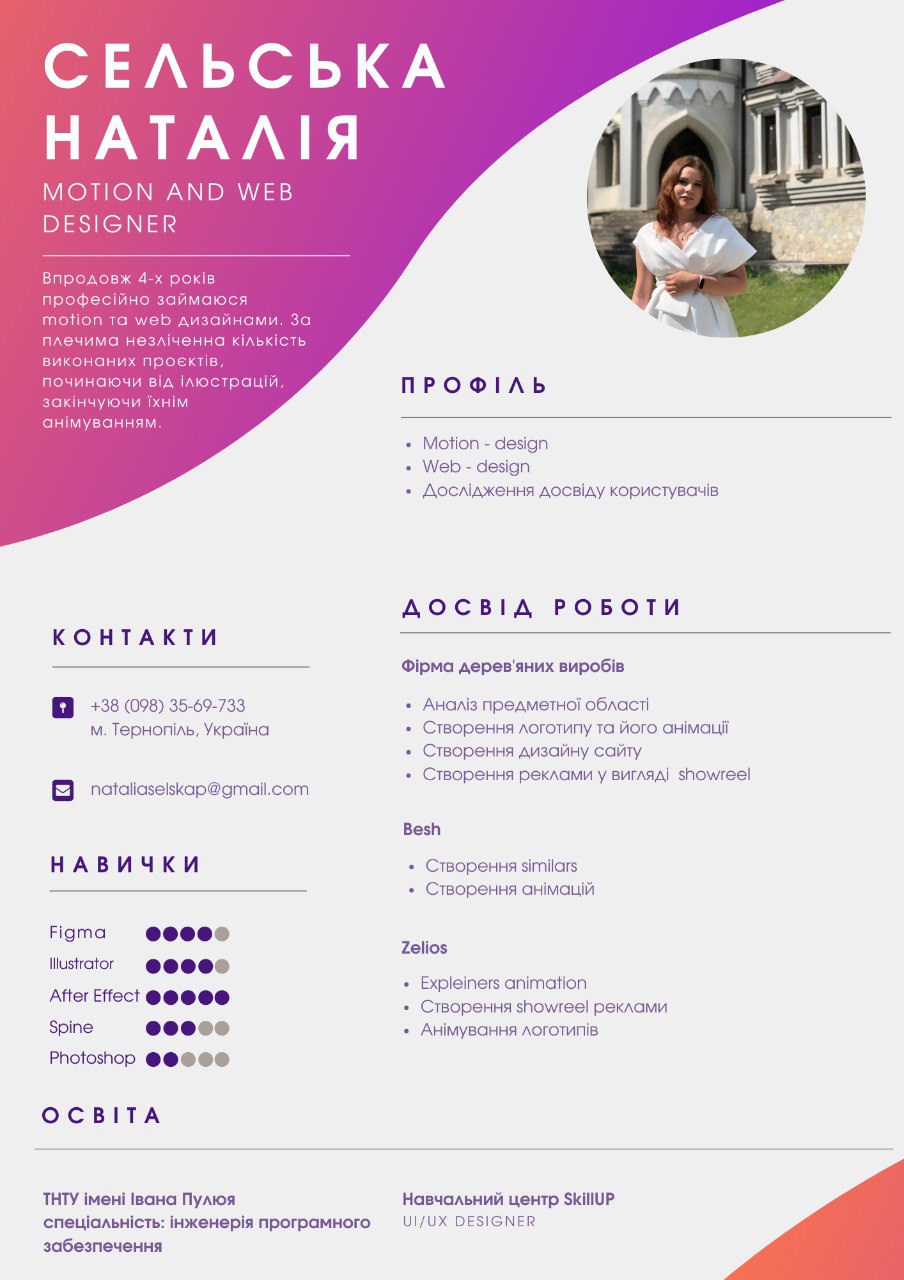 СЕЛЬСЬКА
НАТАЛІЯ
MOTION AND WEB
DESIGNER
Впродовж 4-х років
професійно займаюся
motion та web дизайнами. За
плечима незліченна кількість
виконаних проєктів,
починаючи від ілюстрацій,
закінчуючи їхнім
анімуванням.
ПРОФІЛЬ
• Motion - design
• Web - design
• Дослідження досвіду користувачів
КОНТАКТИ
+38 (098) 35-69-733
м. Тернопіль, Україна
nataliaselskap@gmail.com
НАВИЧКИ
Figma
Illustrator
After Effect
Spine
Photoshop
ДОСВІД РОБОТИ
Фірма дерев'яних виробів
• Аналіз предметної області
• Створення логотипу та його анімації
• Створення дизайну сайту
• Створення реклами у вигляді  showreel
Besh
• Створення similars
• Створення анімацій
Zelios
• Expleiners animation
• Створення showreel реклами
• Анімування логотипів
ОСВІТА
ТНТУ імені Івана Пулюя
спеціальність: інженерія програмного
забезпечення
Навчальний центр SkillUP
UI/UX DESIGNER